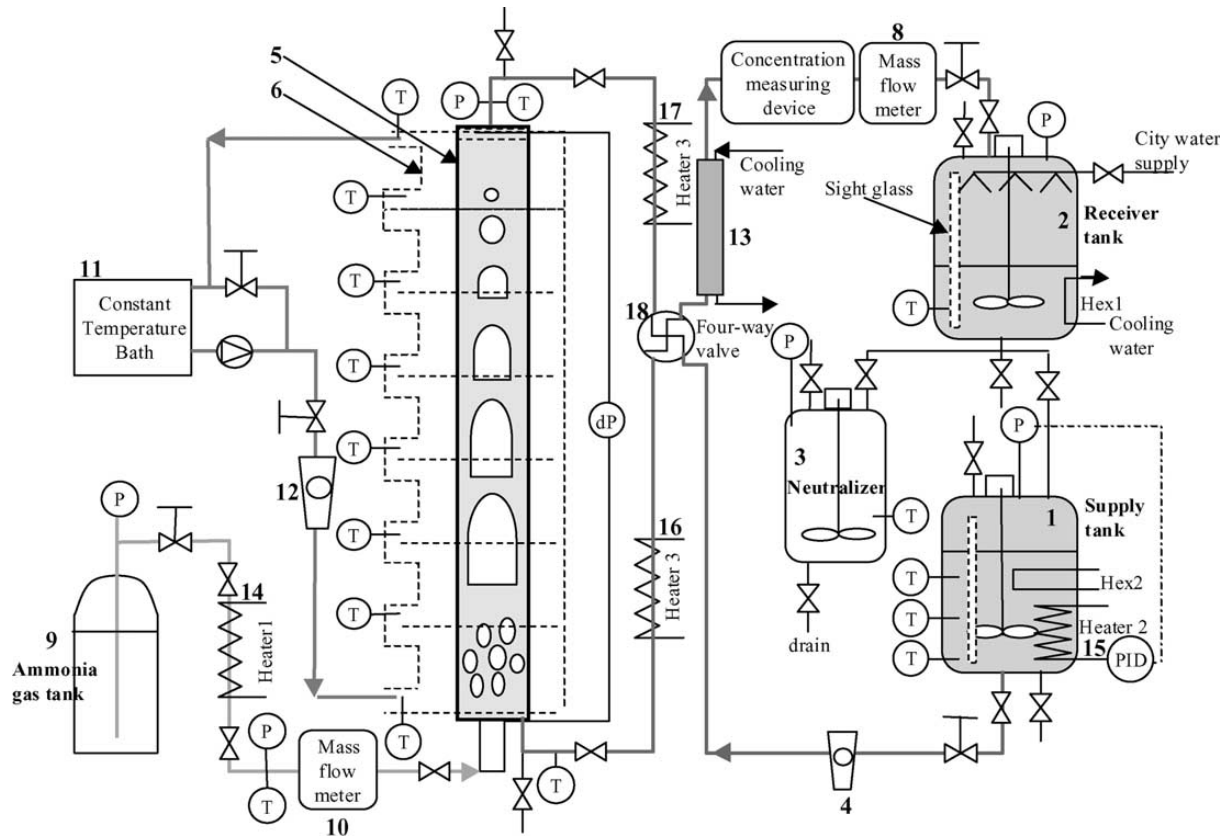 5
6
T
P
T
17
Heater 3
Concentration
measuring
device
8
Mass
flow
meter
P
City water
supply
Cooling
water
Sight glass
2
Receiver
tank
13
T
T
11
Constant
Temperature
Bath
T
18
Four-way
valve
T
Hex1
Cooling
water
P
T
dP
T
12
3
Neutralizer
T
P
1
Supply
tank
P
T
16
Heater 3
T
Hex2
14
Heater1
9
Ammonia
gas tank
T
T
Heater 2
drain
T
15
PID
P
T
T
Mass
flow
meter
10
T
4